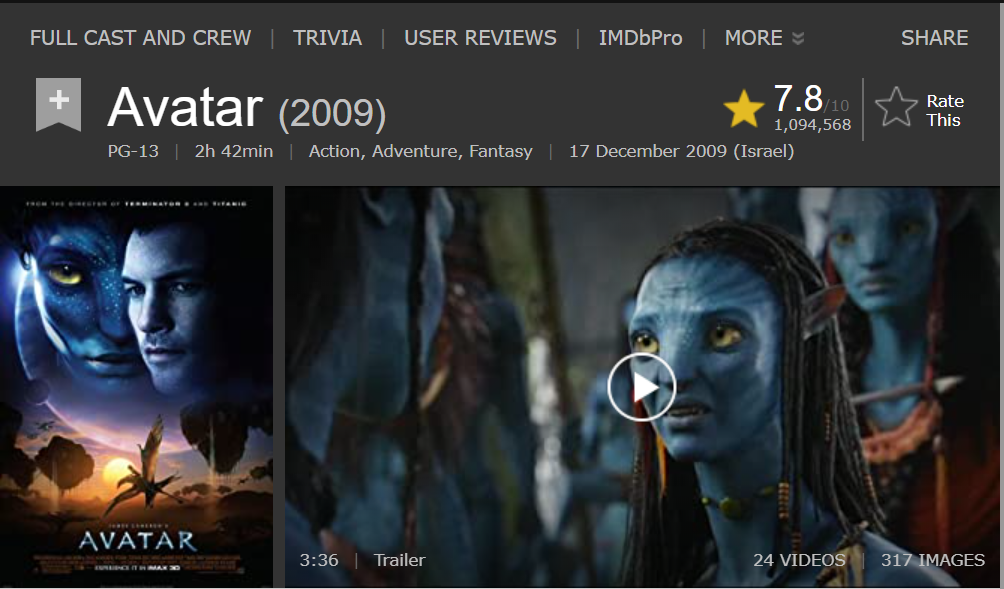 FULL CAST AND CREW | TRIVIA | USER REVIEWS | IMDbPro | MORE SHARE
Avatar (2009)
7.8/10
1,094,568
Rate
This
PG-13 | 2h 42min | Action, Adventure, Fantasy | 17 December 2009 (Israel)
FROM THE DIRECTOR OF TERMINATOR 2 AND TITANIC
JAMES CAMERON'S
AVATAR
EXPERIENCE IT IN IMAX 3D
3:36 | Trailer
24 VIDEOS | 317 IMAGES